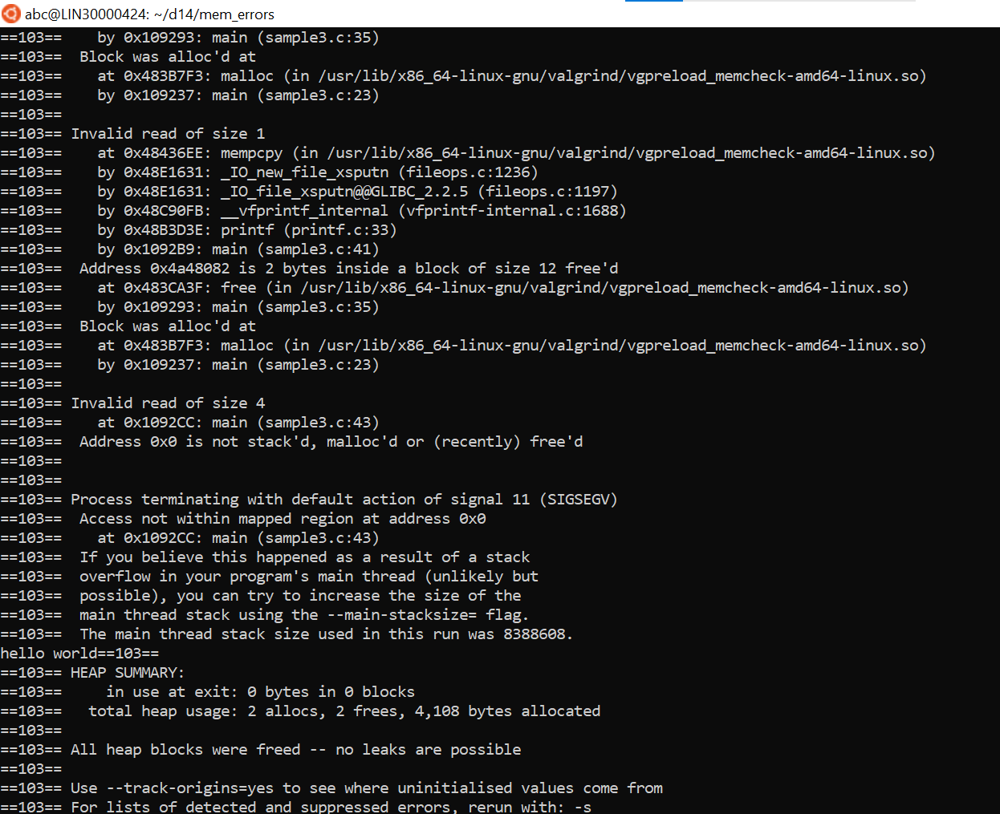 abc@LIN30000424: ~/d14/mem_errors
==103==    by 0x109293: main (sample3.c:35)
==103==  Block was alloc'd at
==103==    at 0x483B7F3: malloc (in /usr/lib/x86_64-linux-gnu/valgrind/vgpreload_memcheck-amd64-linux.so)
==103==    by 0x109237: main (sample3.c:23)
==103==
==103== Invalid read of size 1
==103==    at 0x48436EE: mempcpy (in /usr/lib/x86_64-linux-gnu/valgrind/vgpreload_memcheck-amd64-linux.so)
==103==    by 0x48E1631: _IO_new_file_xsputn (fileops.c:1236)
==103==    by 0x48E1631: _IO_file_xsputn@@GLIBC_2.2.5 (fileops.c:1197)
==103==    by 0x48C90FB: __vfprintf_internal (vfprintf-internal.c:1688)
==103==    by 0x48B3D3E: printf (printf.c:33)
==103==    by 0x1092B9: main (sample3.c:41)
==103==  Address 0x4a48082 is 2 bytes inside a block of size 12 free'd
==103==    at 0x483CA3F: free (in /usr/lib/x86_64-linux-gnu/valgrind/vgpreload_memcheck-amd64-linux.so)
==103==    by 0x109293: main (sample3.c:35)
==103==  Block was alloc'd at
==103==    at 0x483B7F3: malloc (in /usr/lib/x86_64-linux-gnu/valgrind/vgpreload_memcheck-amd64-linux.so)
==103==    by 0x109237: main (sample3.c:23)
==103==
==103== Invalid read of size 4
==103==    at 0x1092CC: main (sample3.c:43)
==103==  Address 0x0 is not stack'd, malloc'd or (recently) free'd
==103==
==103==
==103== Process terminating with default action of signal 11 (SIGSEGV)
==103==  Access not within mapped region at address 0x0
==103==    at 0x1092CC: main (sample3.c:43)
==103==  If you believe this happened as a result of a stack
==103==  overflow in your program's main thread (unlikely but
==103==  possible), you can try to increase the size of the
==103==  main thread stack using the --main-stacksize= flag.
==103==  The main thread stack size used in this run was 8388608.
hello world==103==
==103== HEAP SUMMARY:
==103==     in use at exit: 0 bytes in 0 blocks
==103==   total heap usage: 2 allocs, 2 frees, 4,108 bytes allocated
==103==
==103== All heap blocks were freed -- no leaks are possible
==103==
==103== Use --track-origins=yes to see where uninitialised values come from
==103== For lists of detected and suppressed errors, rerun with: -s